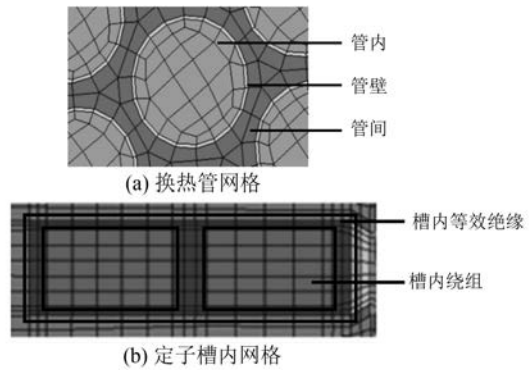 管内
管壁
管间
(a) 换热管网格
槽内等效绝缘
槽内绕组
(b) 定子槽内网格